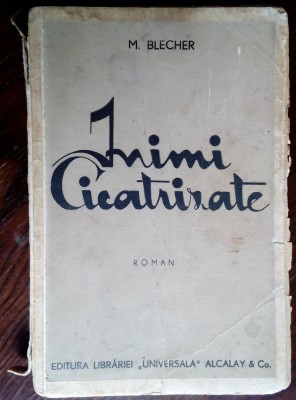 M. BLECHER
Inimi
Cicatrizate
ROMAN
EDITURA LIBRĂRIEI „UNIVERSALA" ALCALAY & Co.